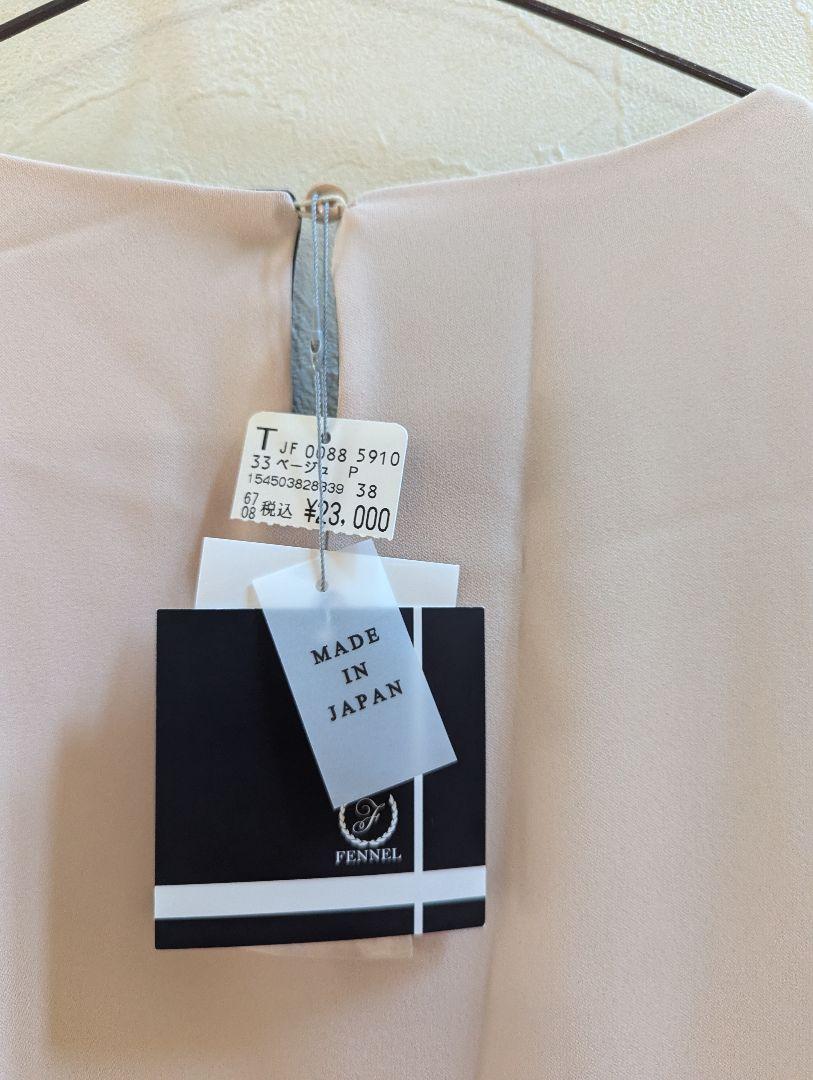 T JF 0088 5910
33 ベージュ P
154503828839 38
67
08 税込 ¥23,000
MADE
IN
JAPAN
F
FENNEL